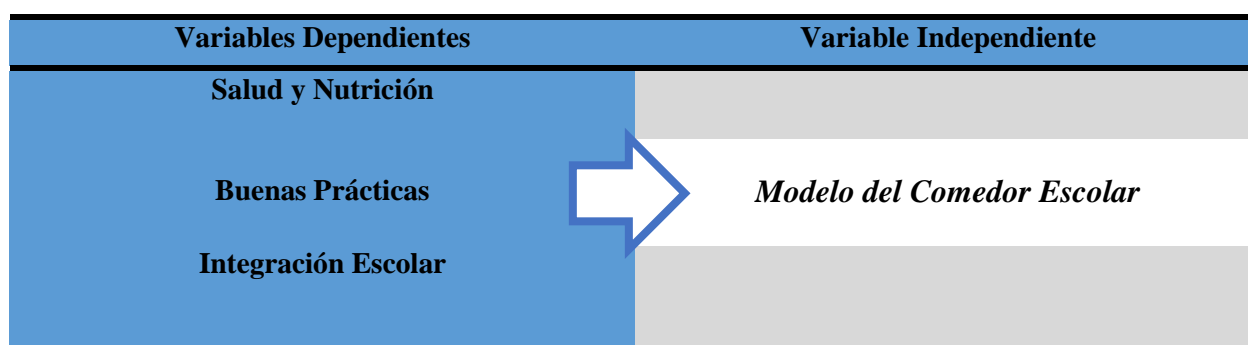 Variables Dependientes
Variable Independiente
Salud y Nutrición
Buenas Prácticas
Modelo del Comedor Escolar
Integración Escolar